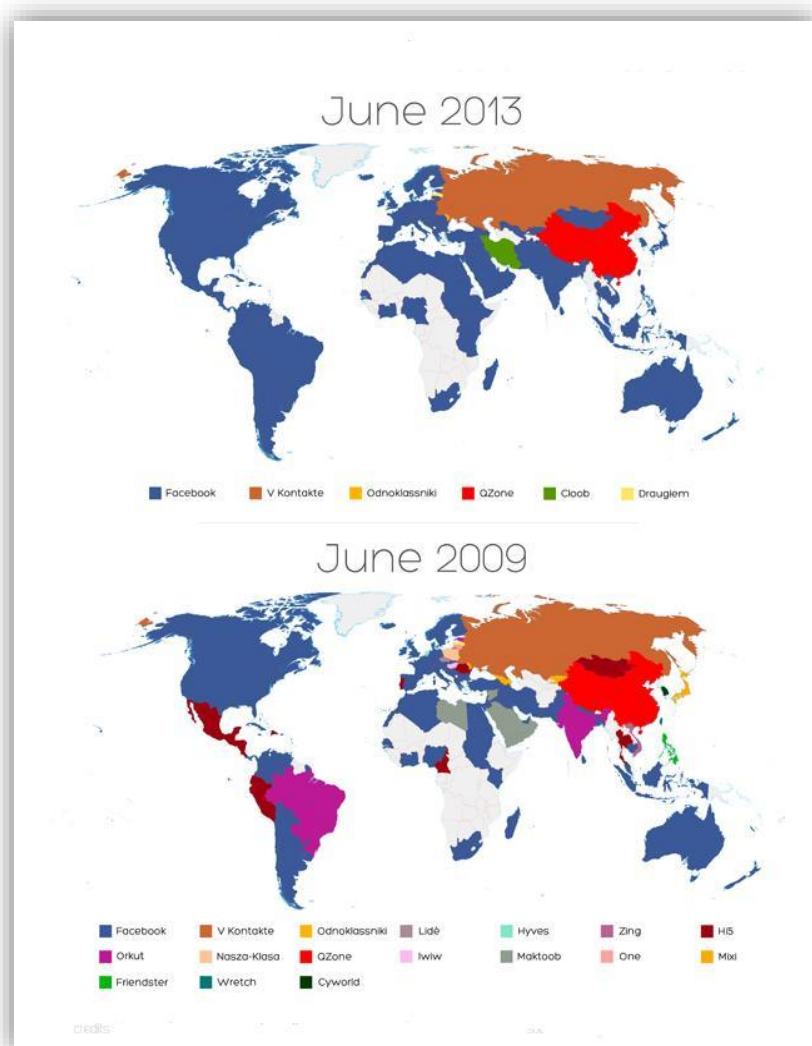 June 2013
Facebook V Kontakte Odnoklassniki QZone Cloob Draugiem
June 2009
Facebook V Kontakte Odnoklassniki Lidè Hyves Zing Hi5
Orkut Nasza-Klasa QZone Iwiw Maktoob One Mixi
Friendster Wretch Cyworld
credits